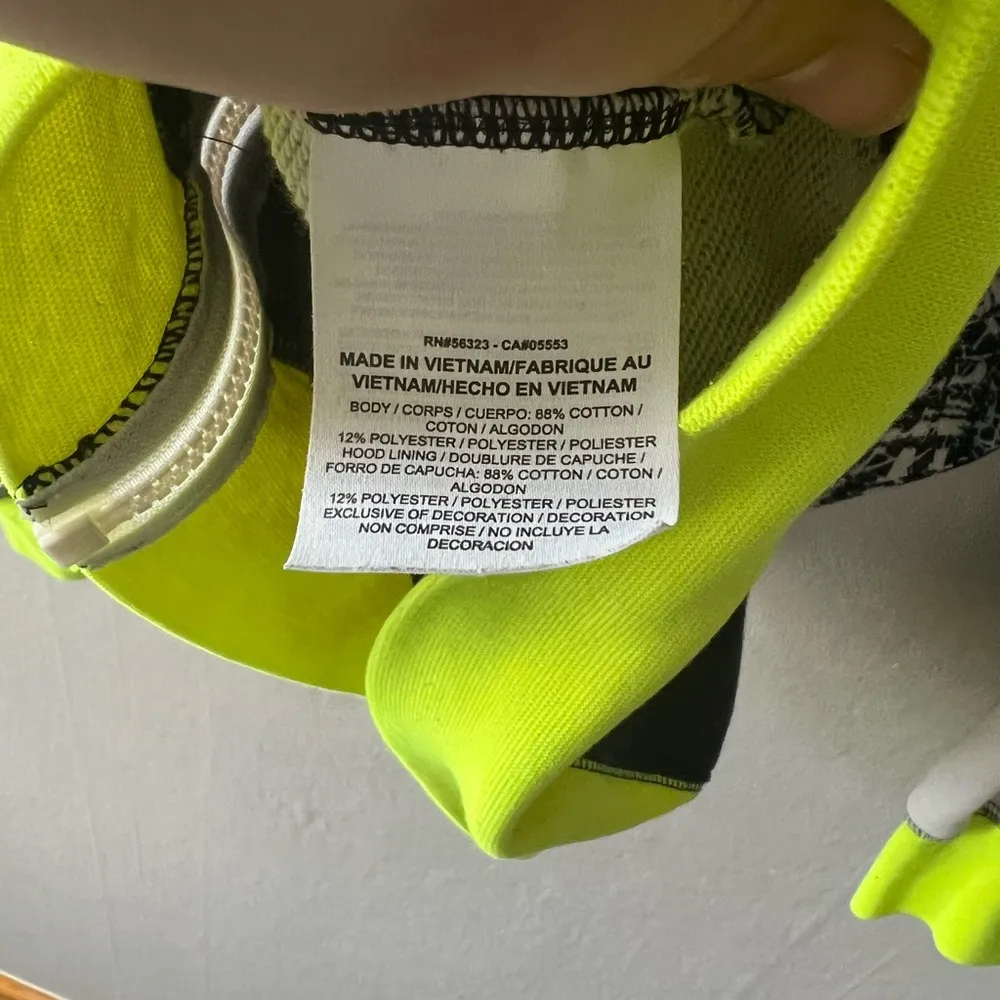 RN#56323 - CA#05553
MADE IN VIETNAM/FABRIQUE AU
VIETNAM/HECHO EN VIETNAM
BODY / CORPS / CUERPO: 88% COTTON /
COTON / ALGODON
12% POLYESTER / POLYESTER / POLIESTER
HOOD LINING / DOUBLURE DE CAPUCHE /
FORRO DE CAPUCHA: 88% COTTON / COTON /
ALGODON
12% POLYESTER / POLYESTER / POLIESTER
EXCLUSIVE OF DECORATION / DECORATION
NON COMPRISE / NO INCLUYE LA
DECORACION